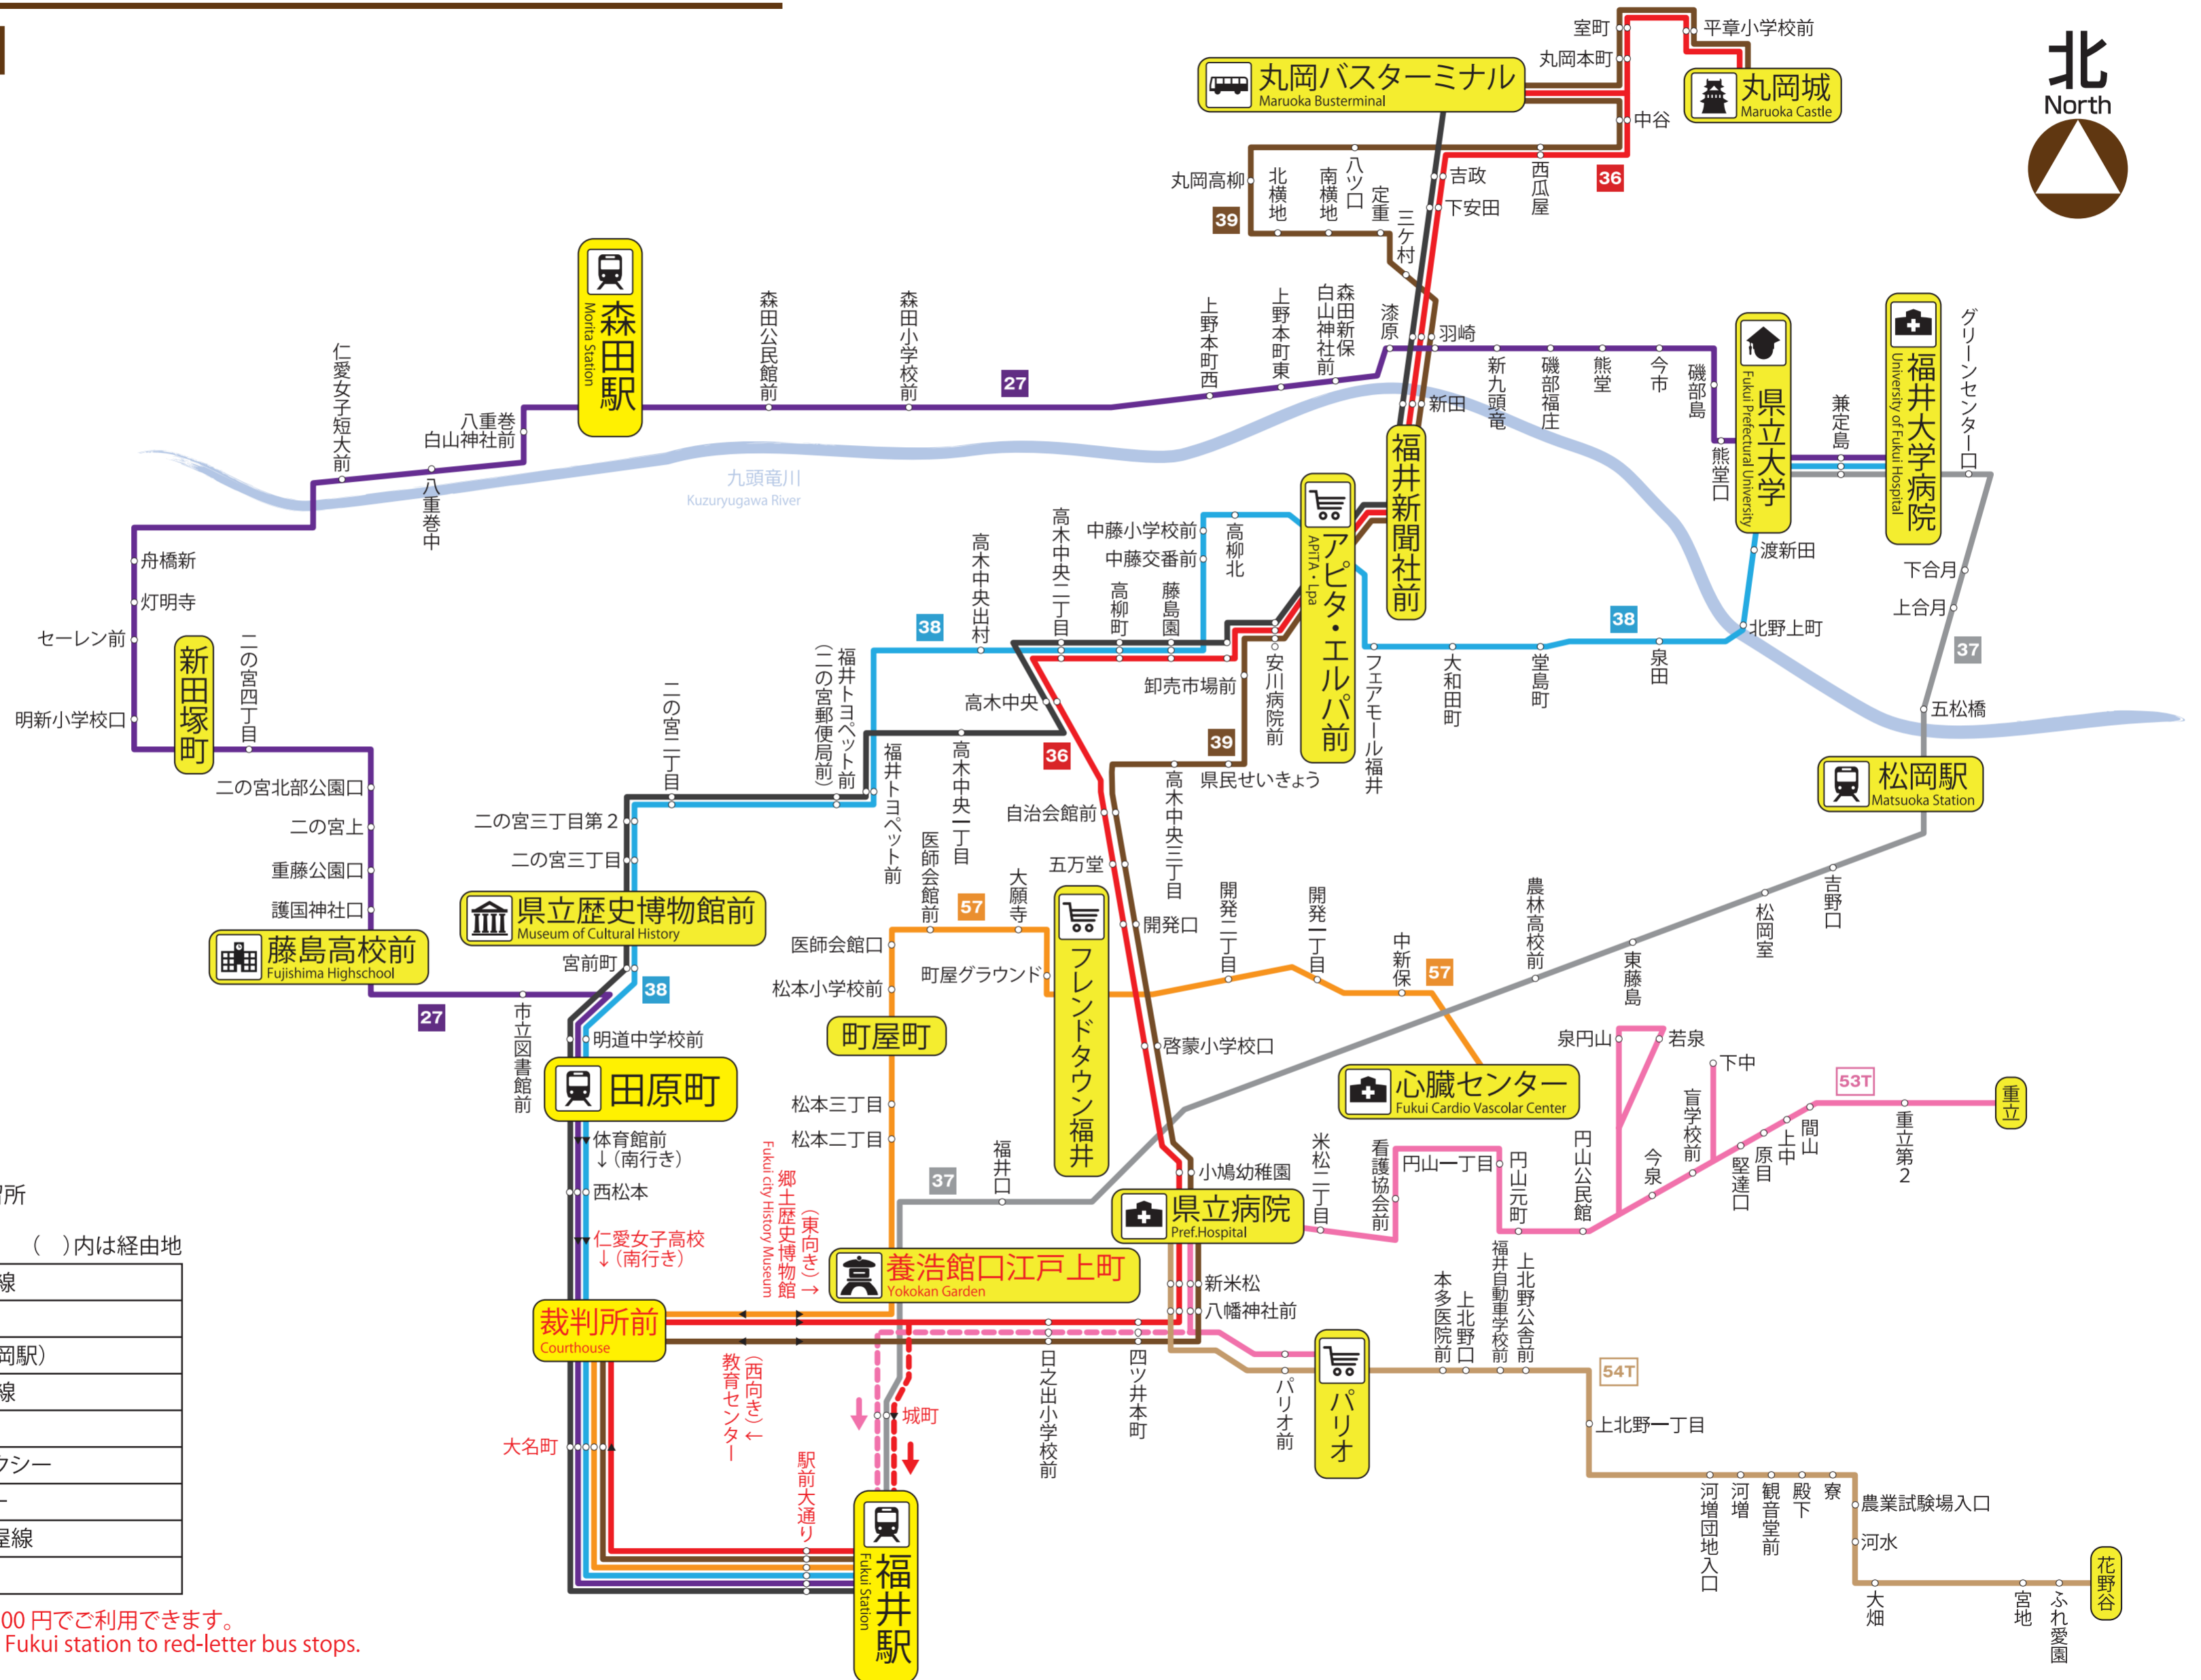 北
North
室町
平章小学校前
丸岡本町
丸岡バスターミナル
Maruoka Busterminal
丸岡城
Maruoka Castle
中谷
丸岡高柳
北横地
南横地
八ツ口
定重
三ケ村
吉政
下安田
西瓜屋
36
39
森田駅
Morita Station
仁愛女子短大前
八重巻
白山神社前
八重巻中
森田公民館前
森田小学校前
27
上野本町西
上野本町東
森田新保
白山神社前
漆原
羽崎
新田
新九頭竜
磯部福庄
熊堂
今市
磯部島
熊堂口
県立大学
Fukui Prefectural University
兼定島
福井大学病院
University of Fukui Hospital
グリーンセンター口
九頭竜川
Kuzuryugawa River
福井新聞社前
アピタ・エルパ前
APITA・Lpa
舟橋新
灯明寺
セーレン前
明新小学校口
新田塚町
二の宮四丁目
二の宮北部公園口
二の宮上
重藤公園口
護国神社口
藤島高校前
Fujishima Highschool
27
市立図書館前
中藤小学校前
中藤交番前
高柳北
高木中央出村
高木中央二丁目
高柳町
藤島園
38
高木中央
卸売市場前
安川病院前
フェアモール福井
大和田町
堂島町
38
泉田
北野上町
渡新田
下合月
上合月
37
五松橋
松岡駅
Matsuoka Station
吉野口
松岡室
東藤島
農林高校前
二の宮二丁目
福井トヨペット前
(二の宮郵便局前)
福井トヨペット前
高木中央一丁目
36
39
県民せいきょう
高木中央三丁目
二の宮三丁目第2
二の宮三丁目
県立歴史博物館前
Museum of Cultural History
宮前町
38
明道中学校前
田原町
体育館前
↓(南行き)
西松本
仁愛女子高校
↓(南行き)
裁判所前
Courthouse
自治会館前
五万堂
開発口
医師会館前
57
大願寺
医師会館口
町屋グラウンド
松本小学校前
町屋町
松本三丁目
松本二丁目
フレンドタウン福井
開発二丁目
開発一丁目
中新保
57
啓蒙小学校口
心臓センター
Fukui Cardio Vascolar Center
37
福井口
小鳩幼稚園
県立病院
Pref.Hospital
(東向き)→
郷土歴史博物館
Fukui city History Museum
養浩館口江戸上町
Yokokan Garden
米松二丁目
看護協会前
円山一丁目
円山元町
円山公民館
泉円山
若泉
下中
盲学校前
今泉
堅達口
原目
上中
間山
53T
重立第2
重立
新米松
八幡神社前
日之出小学校前
四ツ井本町
パリオ前
パリオ
本多医院前
上北野口
福井自動車学校前
上北野公舎前
54T
上北野一丁目
河増団地入口
河増
観音堂前
殿下
寮
農業試験場入口
河水
大畑
宮地
ふれ愛園
花野谷
(西向き)←
教育センター
城町
大名町
駅前大通り
福井駅
Fukui Station
留所
( )内は経由地
線
岡駅)
線
クシー
ー
屋線
00 円でご利用できます。
Fukui station to red-letter bus stops.